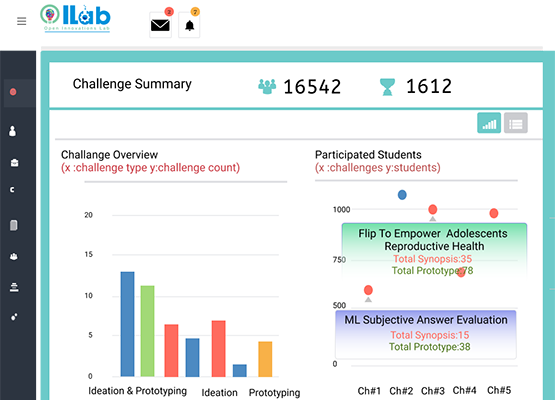 ILab
Open Innovations Lab
2
7
Challenge Summary
16542
1612
Challange Overview
(x :challenge type y:challenge count)
20
15
10
5
0
Ideation & Prototyping
Ideation
Prototyping
Participated Students
(x :challenges y:students)
1000
750
500
0
Flip To Empower Adolescents
Reproductive Health
Total Synopsis:35
Total Prototype:78
ML Subjective Answer Evaluation
Total Synopsis:15
Total Prototype:38
Ch#1 Ch#2 Ch#3 Ch#4 Ch#5